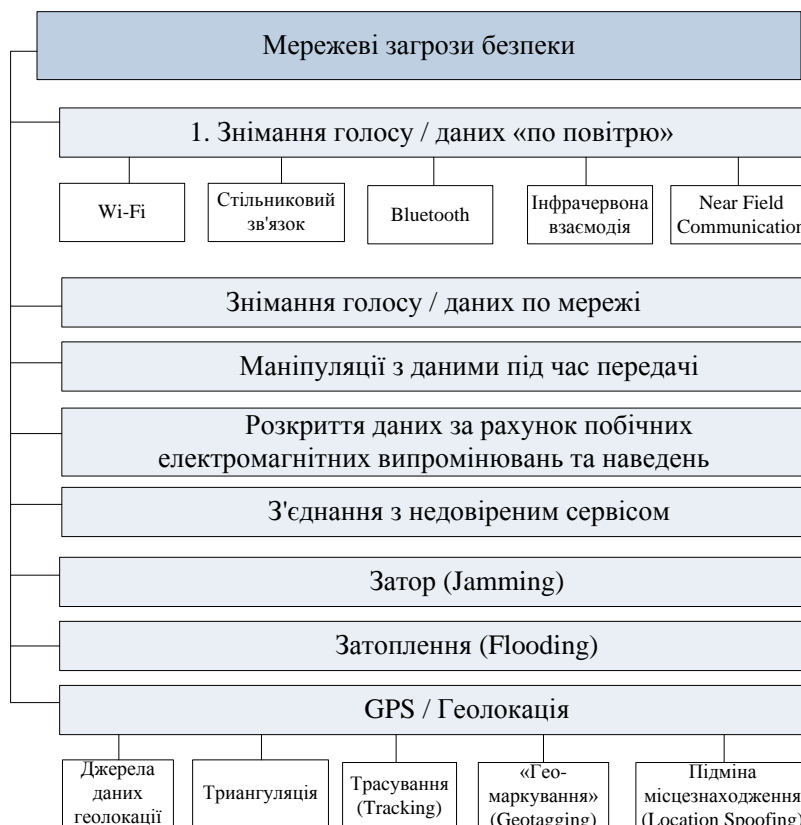 Мережеві загрози безпеки
1. Знімання голосу / даних «по повітрю»
Wi-Fi
Стільниковий
зв'язок
Bluetooth
Інфрачервона
взаємодія
Near Field
Communication
Знімання голосу / даних по мережі
Маніпуляції з даними під час передачі
Розкриття даних за рахунок побічних
електромагнітних випромінювань та наведень
З'єднання з недовіреним сервісом
Затор (Jamming)
Затоплення (Flooding)
GPS / Геолокація
Джерела
даних
геолокації
Триангуляція
Трасування
(Tracking)
«Гео-
маркування»
(Geotagging)
Підміна
місцезнаходження
(Location Spoofing)